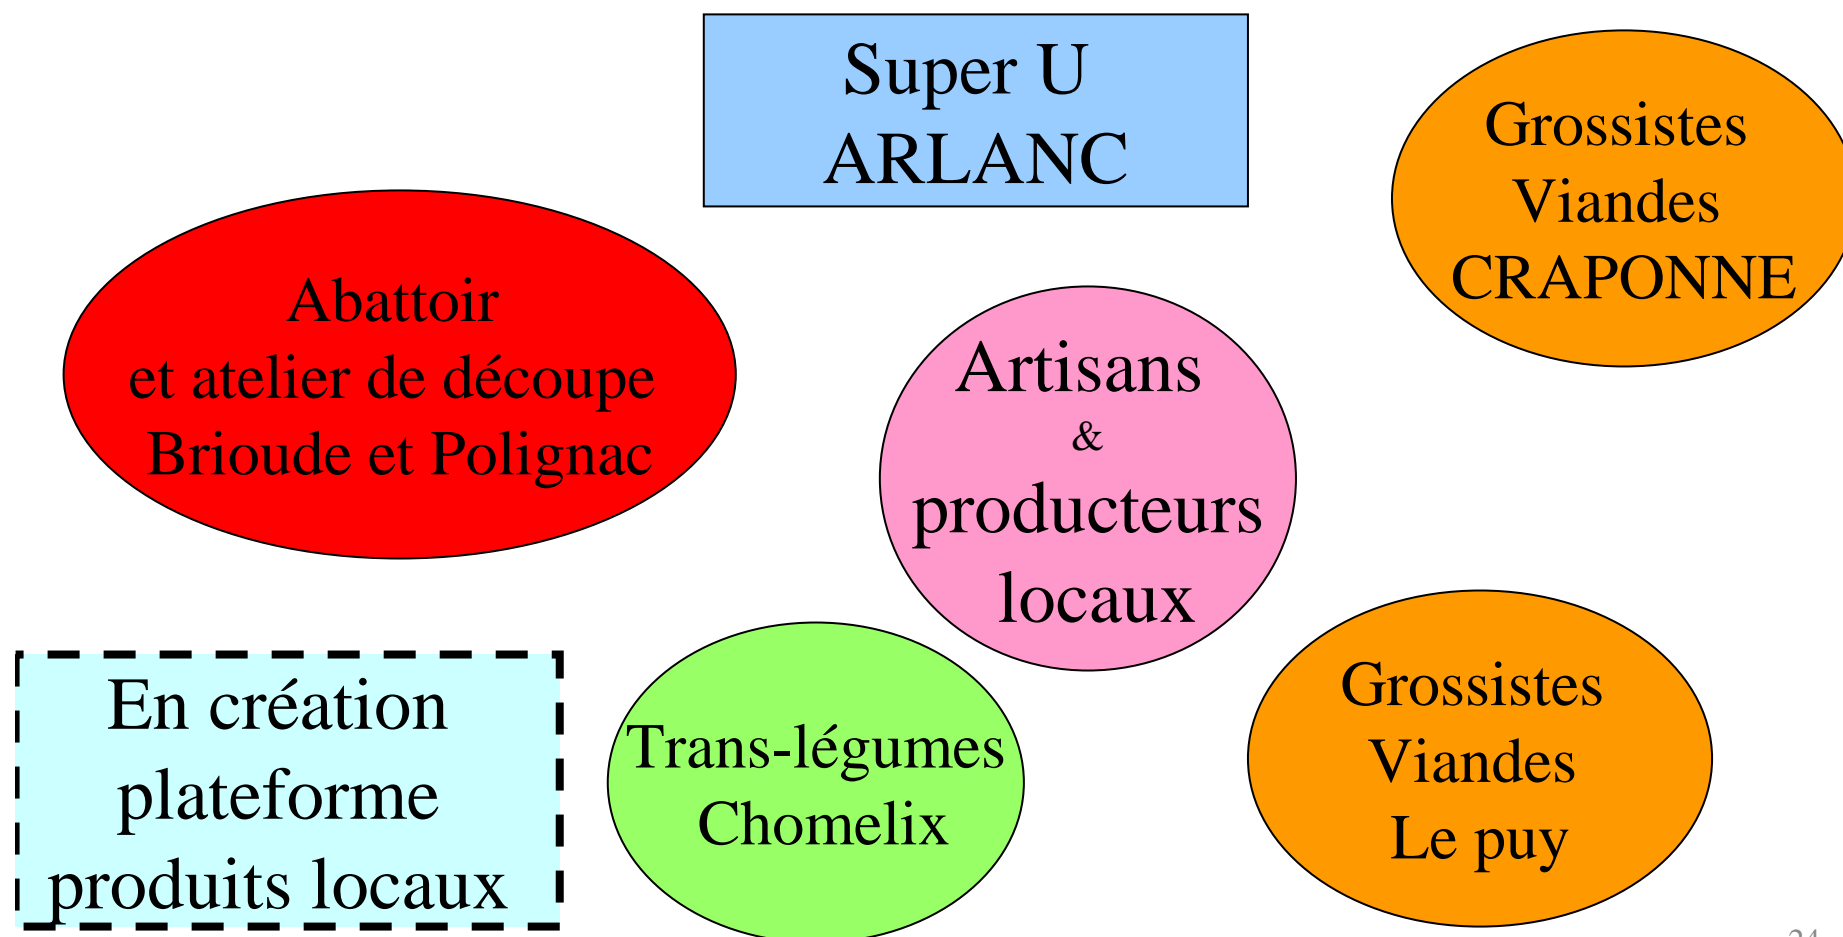 Super U
ARLANC
Grossistes
Viandes
CRAPONNE
Abattoir
et atelier de découpe
Brioude et Polignac
Artisans
&
producteurs
locaux
En création
plateforme
produits locaux
Trans-légumes
Chomelix
Grossistes
Viandes
Le puy